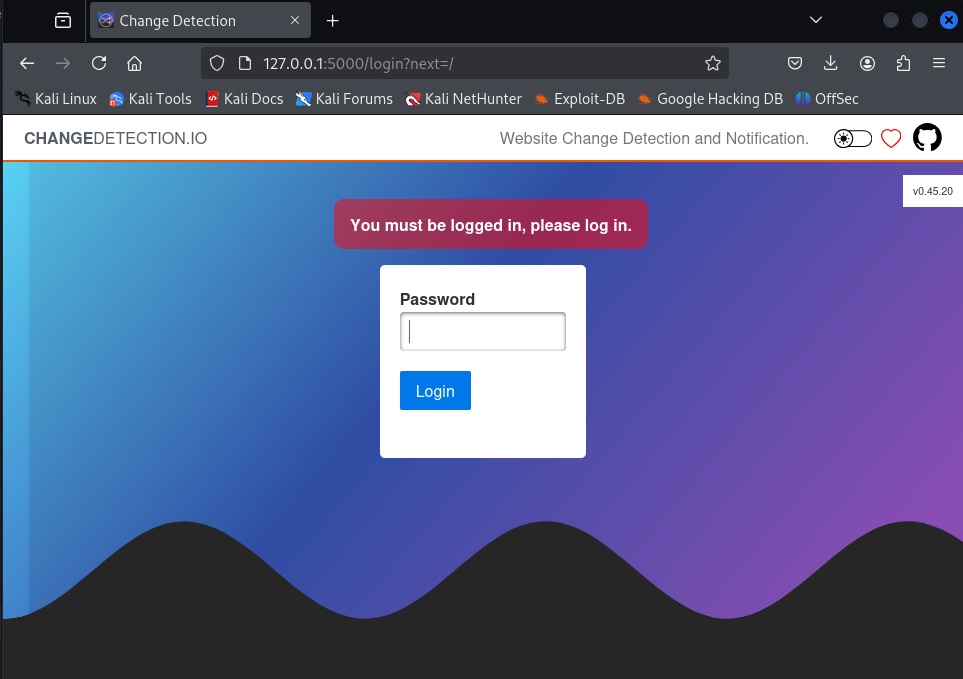 Change Detection
127.0.0.1:5000/login?next=/
Kali Linux Kali Tools Kali Docs Kali Forums Kali NetHunter Exploit-DB Google Hacking DB OffSec
CHANGEDETECTION.IO Website Change Detection and Notification.
v0.45.20
You must be logged in, please log in.
Password
Login